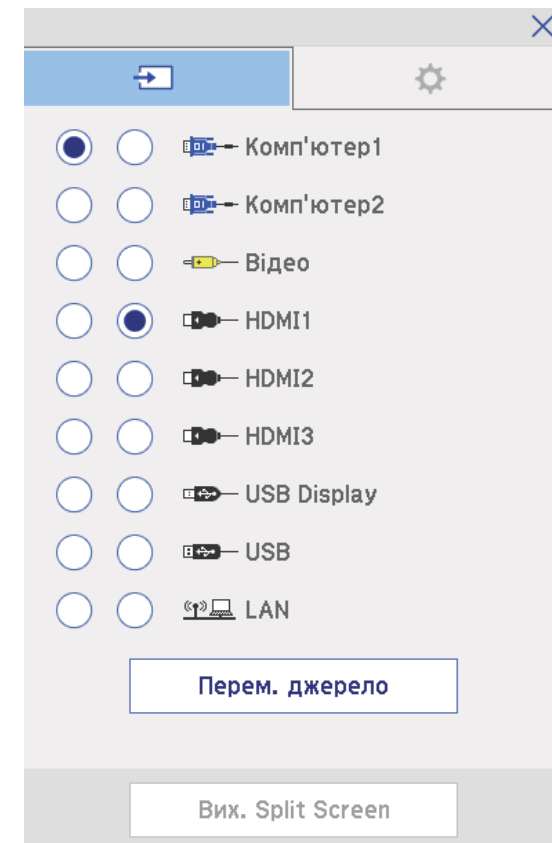 Комп'ютер1
Комп'ютер2
Відео
HDMI1
HDMI2
HDMI3
USB Display
USB
LAN
Перем. джерело
Вих. Split Screen